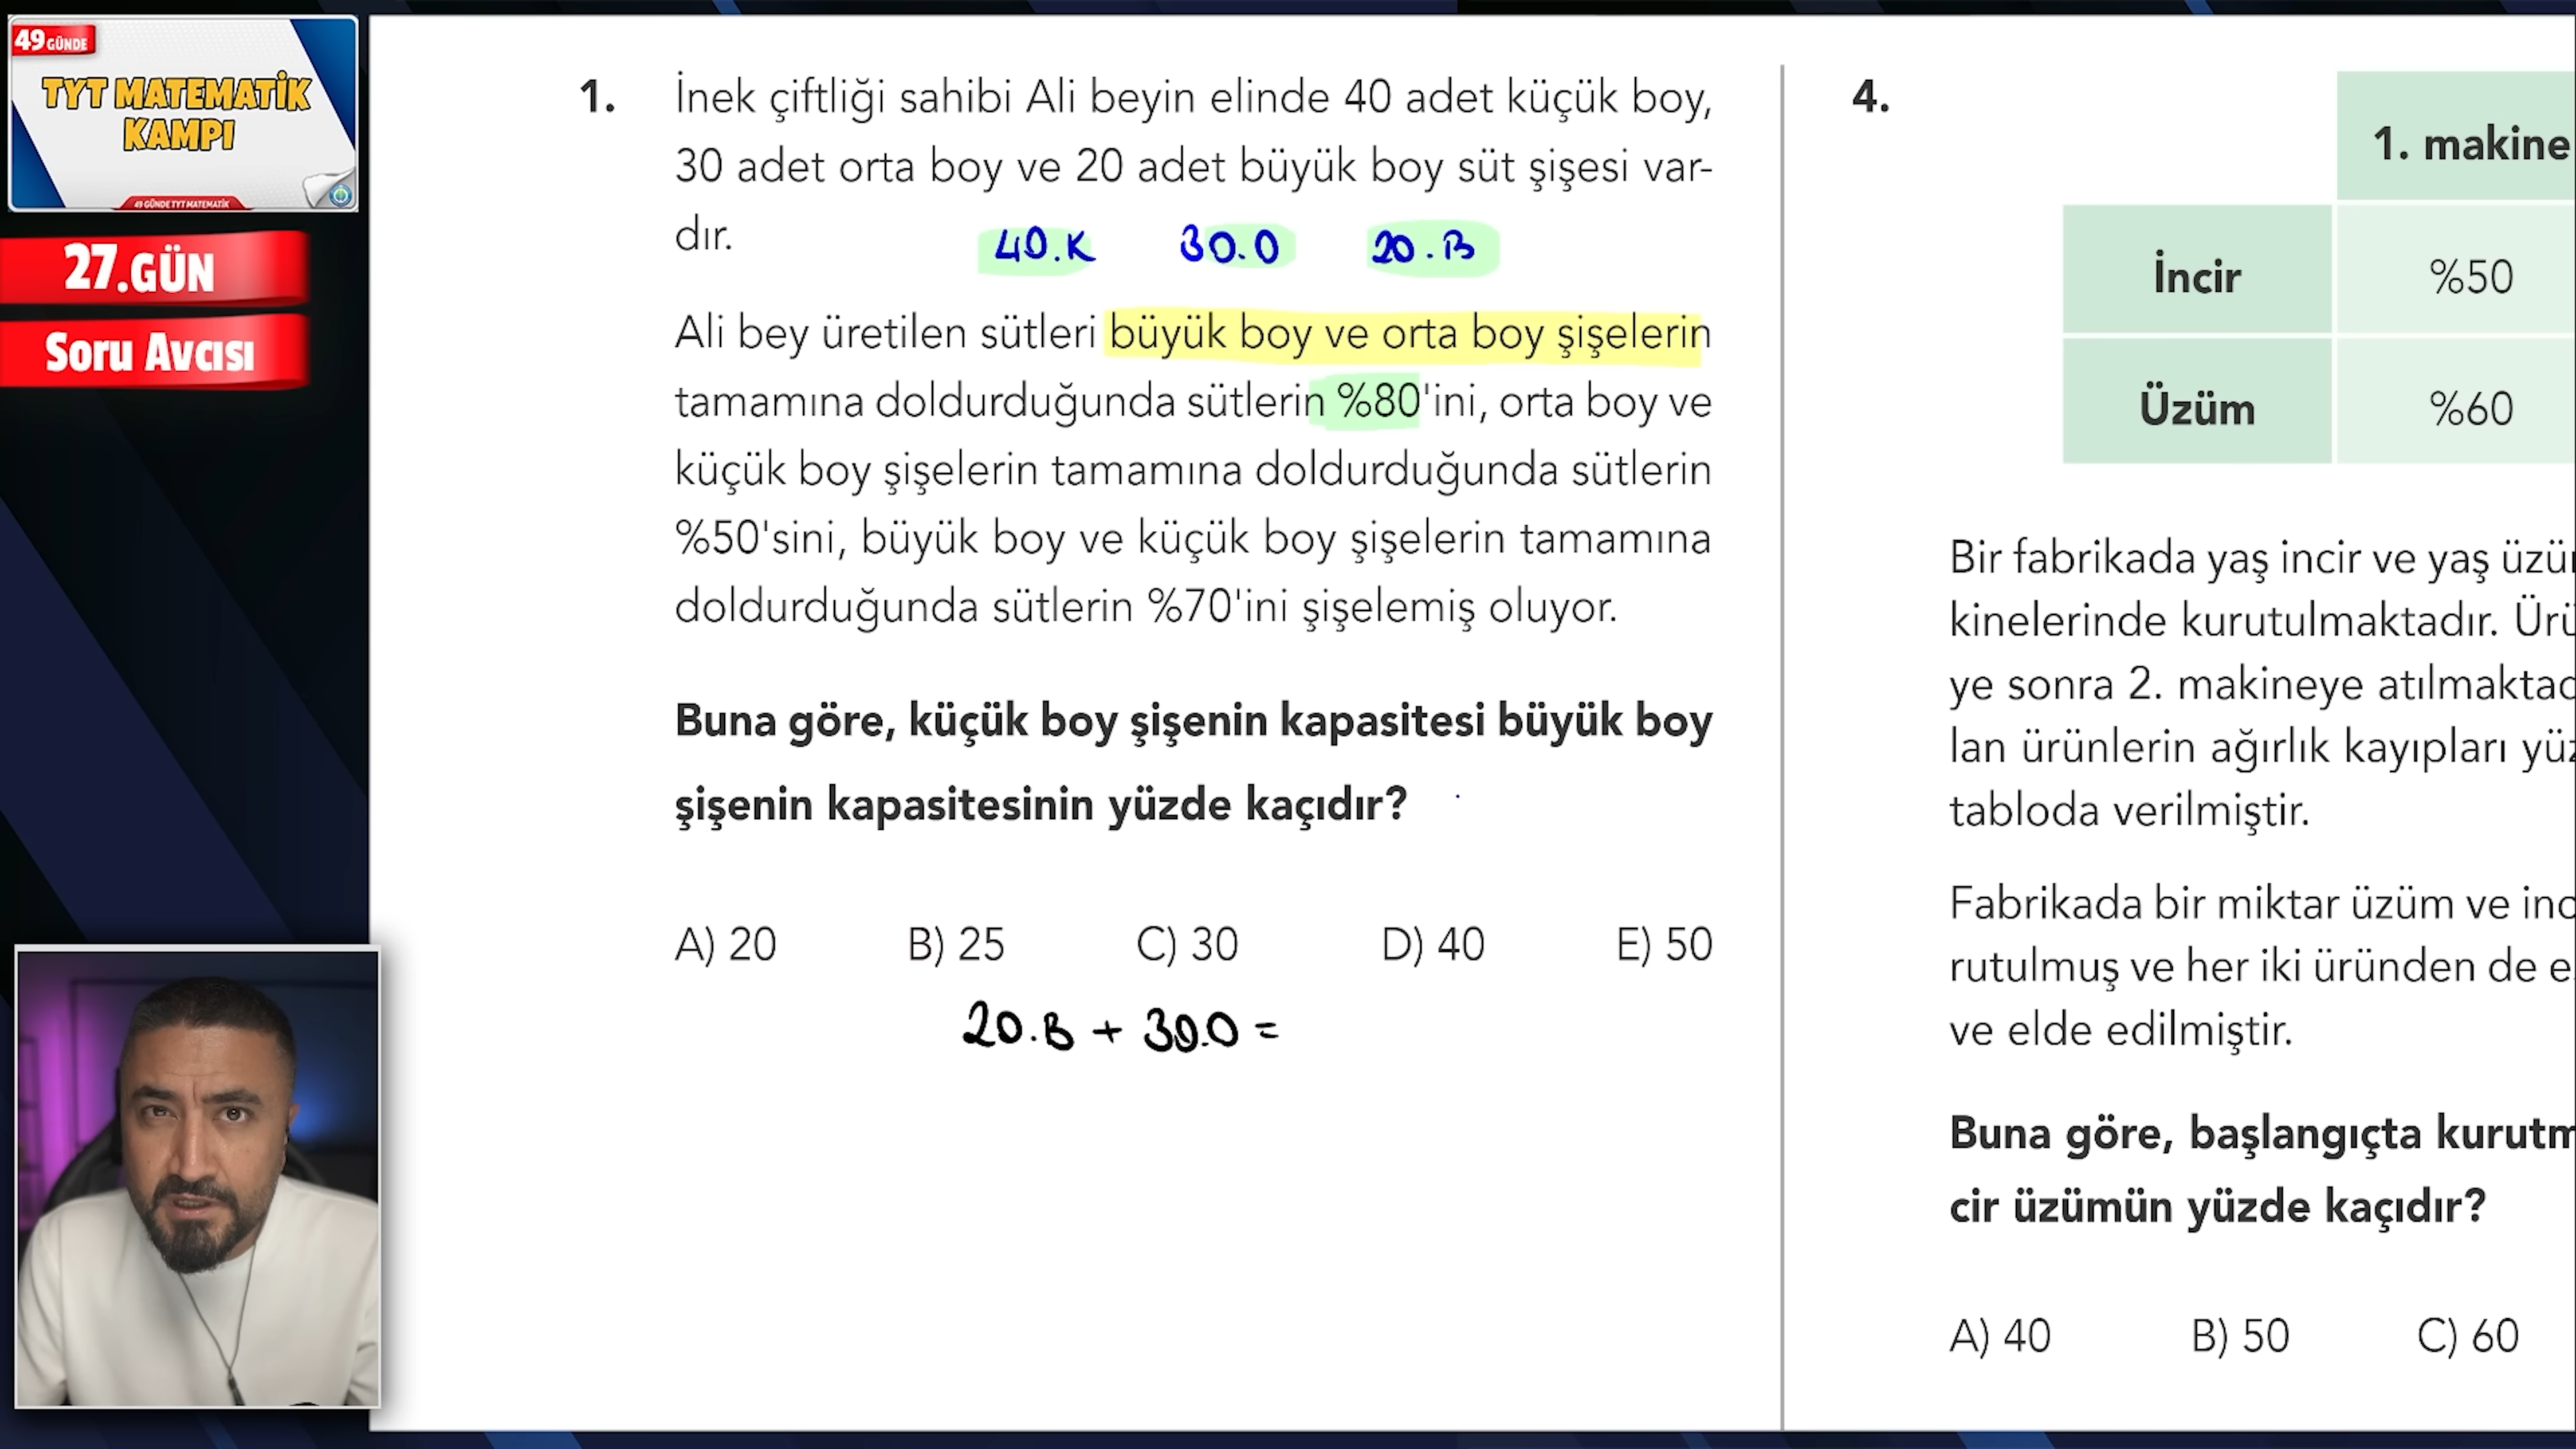 49 GÜNDE
TYT MATEMATİK
KAMPI
49 GÜNDE TYT MATEMATİK
27.GÜN
Soru Avcısı
1. İnek çiftliği sahibi Ali beyin elinde 40 adet küçük boy,
30 adet orta boy ve 20 adet büyük boy süt şişesi var-
dır.
40.K 30.O 20.B
Ali bey üretilen sütleri büyük boy ve orta boy şişelerin
tamamına doldurduğunda sütlerin %80'ini, orta boy ve
küçük boy şişelerin tamamına doldurduğunda sütlerin
%50'sini, büyük boy ve küçük boy şişelerin tamamına
doldurduğunda sütlerin %70'ini şişelemiş oluyor.
Buna göre, küçük boy şişenin kapasitesi büyük boy
şişenin kapasitesinin yüzde kaçıdır?
A) 20 B) 25 C) 30 D) 40 E) 50
20.B + 30.O =
4.
1. makine
İncir %50
Üzüm %60
Bir fabrikada yaş incir ve yaş üzü
kinelerinde kurutulmaktadır. Ürü
ye sonra 2. makineye atılmaktad
lan ürünlerin ağırlık kayıpları yüz
tabloda verilmiştir.
Fabrikada bir miktar üzüm ve inc
rutulmuş ve her iki üründen de e
ve elde edilmiştir.
Buna göre, başlangıçta kurutm
cir üzümün yüzde kaçıdır?
A) 40 B) 50 C) 60